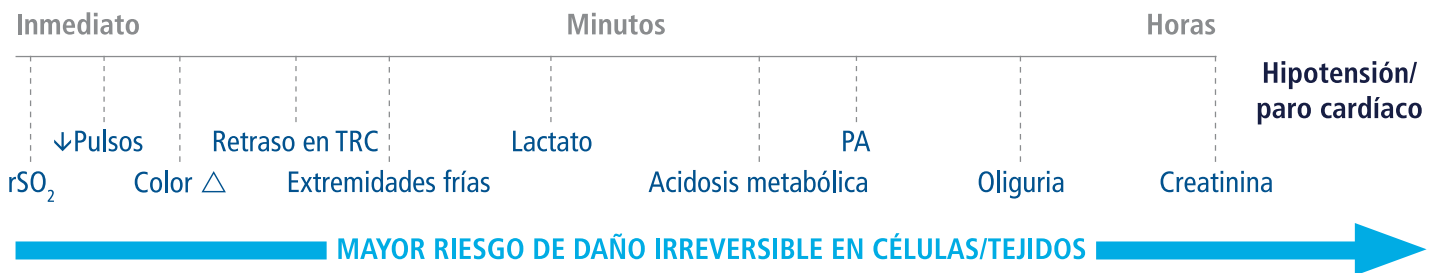 Inmediato Minutos Horas
Hipotensión/
paro cardíaco
↓Pulsos Retraso en TRC Lactato PA
rSO₂ Color △ Extremidades frías Acidosis metabólica Oliguria Creatinina
MAYOR RIESGO DE DAÑO IRREVERSIBLE EN CÉLULAS/TEJIDOS